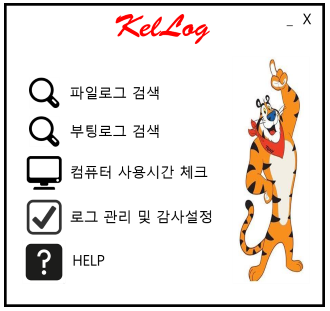 KelLog
_ X
파일로그 검색
부팅로그 검색
컴퓨터 사용시간 체크
로그 관리 및 감사설정
? HELP